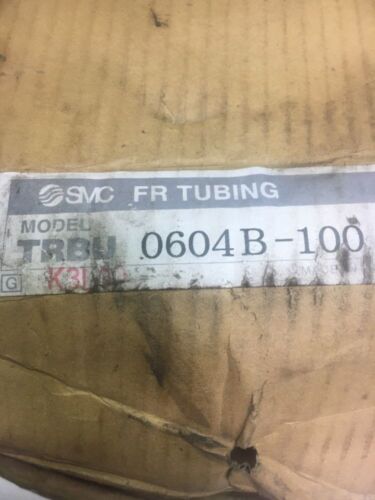 SMC FR TUBING
MODEL
TRBU 0604B-100
G